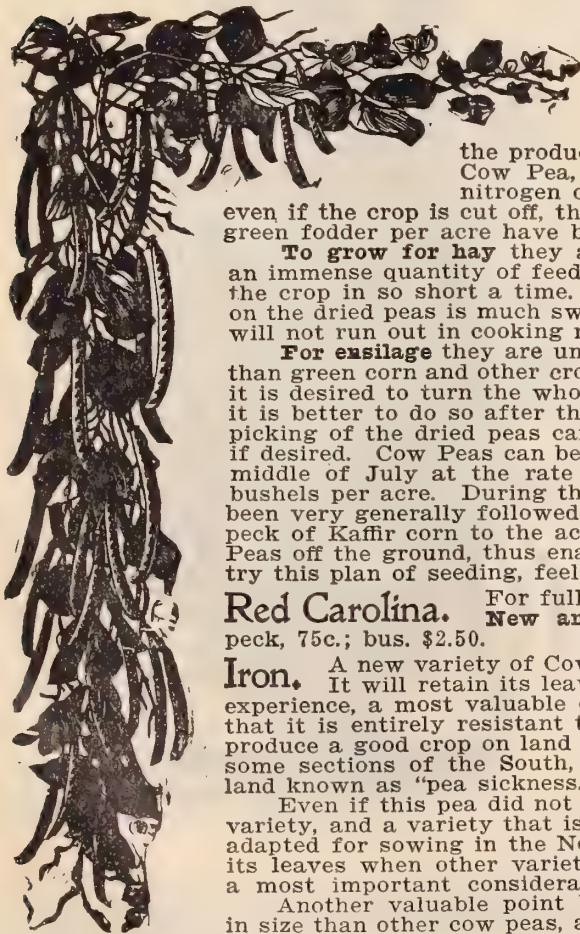 the produc
Cow Pea,
nitrogen o
even if the crop is cut off, th
green fodder per acre have b
To grow for hay they a
an immense quantity of feed
the crop in so short a time.
on the dried peas is much sw
will not run out in cooking r
For ensilage they are un
than green corn and other cro
it is desired to turn the who
it is better to do so after th
picking of the dried peas ca
if desired. Cow Peas can be
middle of July at the rate
bushels per acre. During th
been very generally followed
peck of Kaffir corn to the ac
Peas off the ground, thus ena
try this plan of seeding, feel
Red Carolina. For full
New ar
peck, 75c.; bus. $2.50.
Iron. A new variety of Cow
It will retain its leav
experience, a most valuable
that it is entirely resistant t
produce a good crop on land
some sections of the South,
land known as "pea sickness.
Even if this pea did not
variety, and a variety that is
adapted for sowing in the No
its leaves when other variet
a most important considera
Another valuable point
in size than other cow peas, a